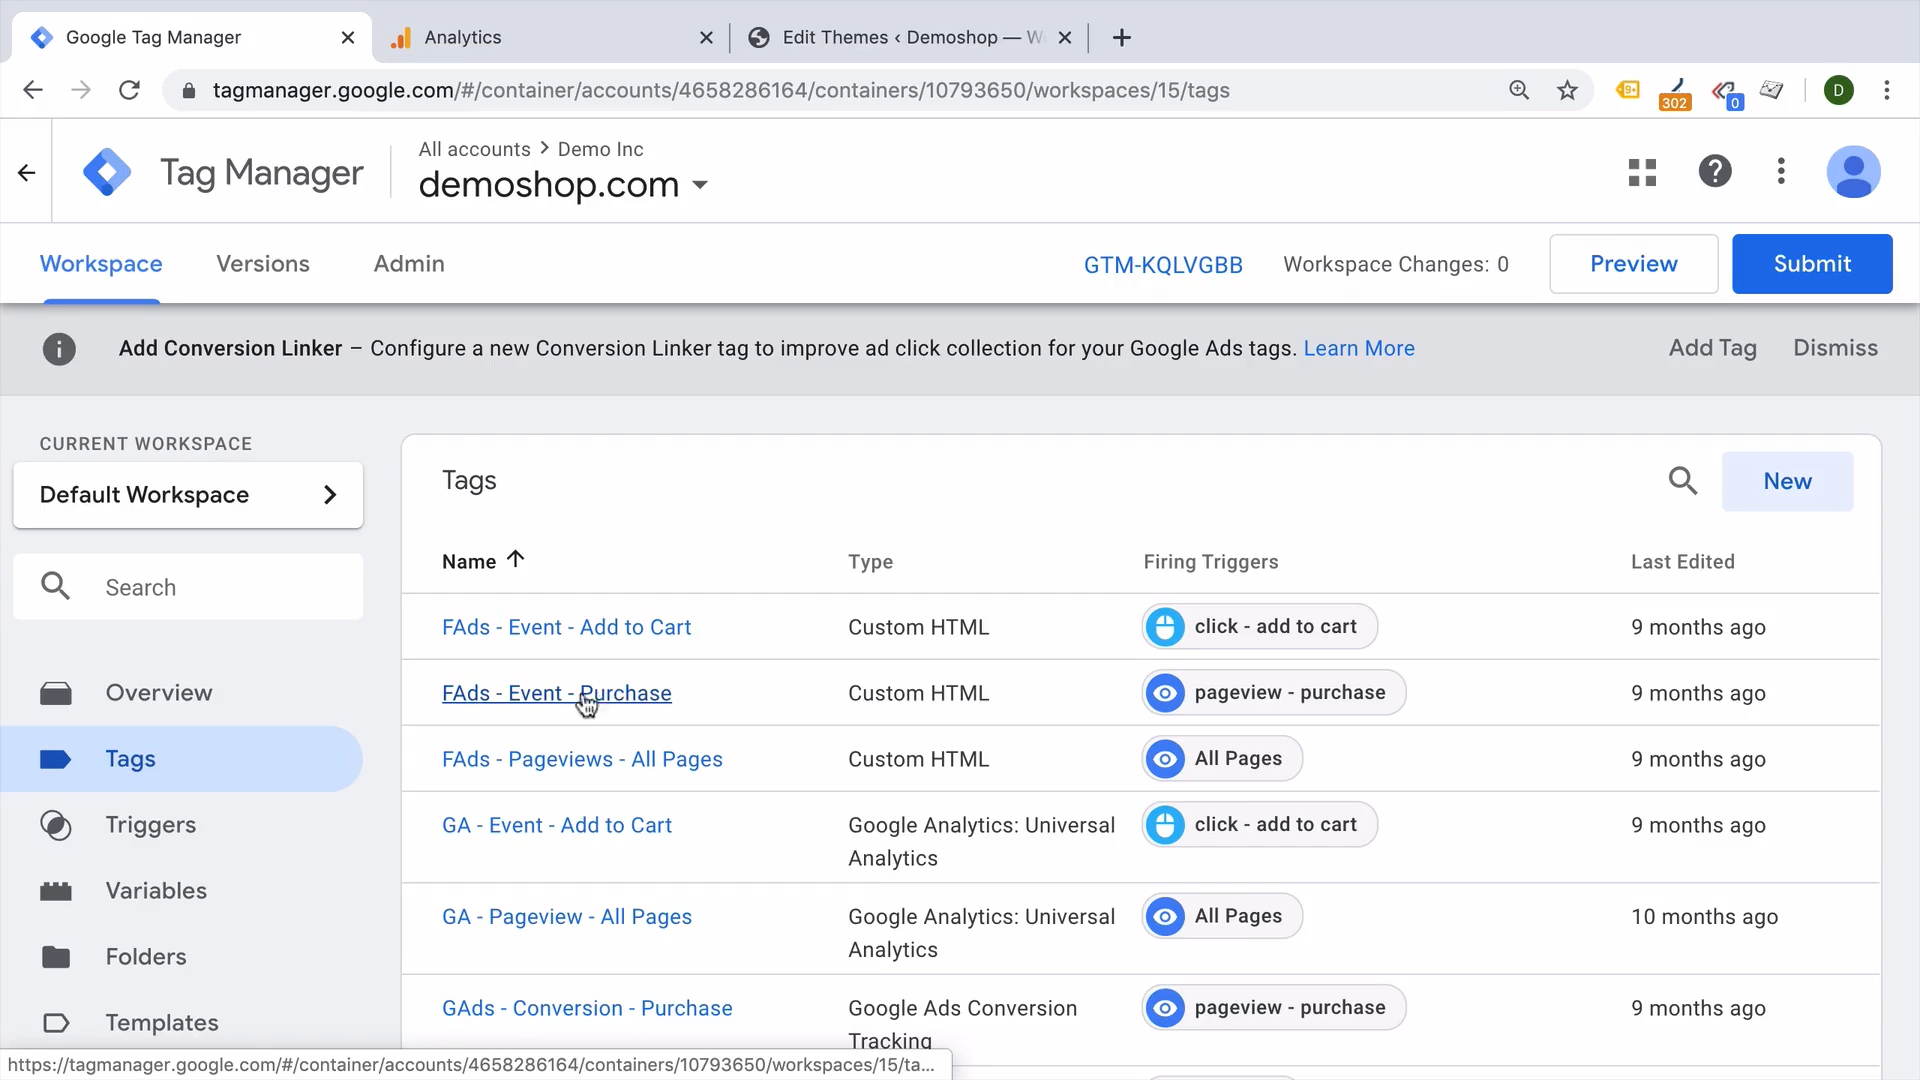 Google Tag Manager
Analytics
Edit Themes ‹ Demoshop — W
tagmanager.google.com/#/container/accounts/4658286164/containers/10793650/workspaces/15/tags
9+
302
0
D
Tag Manager
All accounts > Demo Inc
demoshop.com
Workspace
Versions
Admin
GTM-KQLVGBB
Workspace Changes: 0
Preview
Submit
Add Conversion Linker – Configure a new Conversion Linker tag to improve ad click collection for your Google Ads tags. Learn More
Add Tag
Dismiss
CURRENT WORKSPACE
Default Workspace
Search
Overview
Tags
Triggers
Variables
Folders
Templates
Tags
New
Name Type Firing Triggers Last Edited
FAds - Event - Add to Cart Custom HTML click - add to cart 9 months ago
FAds - Event - Purchase Custom HTML pageview - purchase 9 months ago
FAds - Pageviews - All Pages Custom HTML All Pages 9 months ago
GA - Event - Add to Cart Google Analytics: Universal click - add to cart 9 months ago
Analytics
GA - Pageview - All Pages Google Analytics: Universal All Pages 10 months ago
Analytics
GAds - Conversion - Purchase Google Ads Conversion pageview - purchase 9 months ago
Tracking
https://tagmanager.google.com/#/container/accounts/4658286164/containers/10793650/workspaces/15/ta...